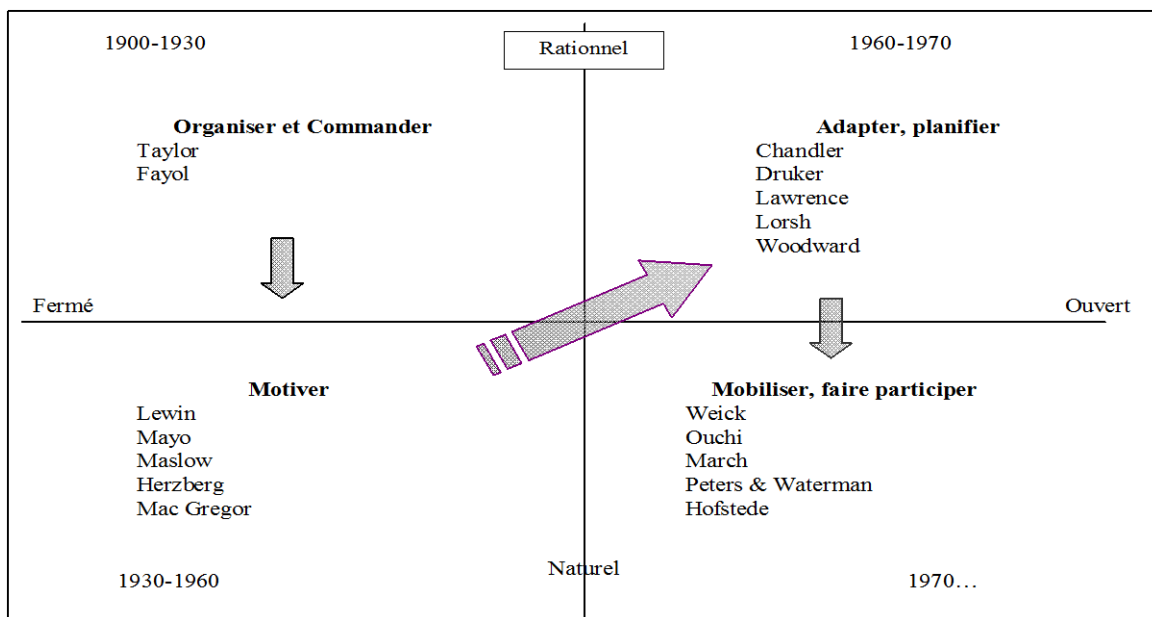 1900-1930
Rationnel
1960-1970
Organiser et Commander
Taylor
Fayol
Adapter, planifier
Chandler
Druker
Lawrence
Lorsh
Woodward
Fermé
Ouvert
Motiver
Lewin
Mayo
Maslow
Herzberg
Mac Gregor
Mobiliser, faire participer
Weick
Ouchi
March
Peters & Waterman
Hofstede
1930-1960
Naturel
1970…